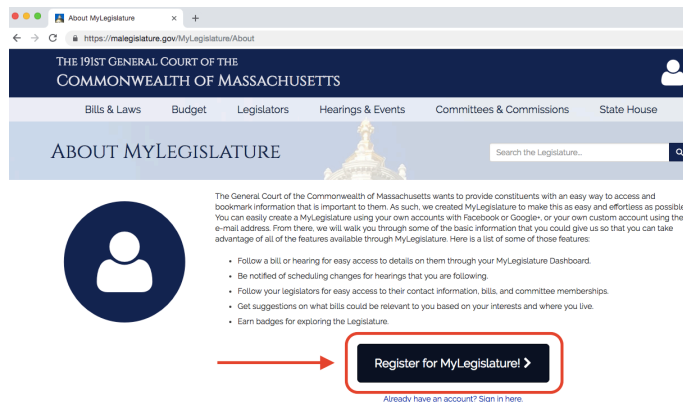 About MyLegislature
https://malegislature.gov/MyLegislature/About
THE 191ST GENERAL COURT OF THE
COMMONWEALTH OF MASSACHUSETTS
Bills & Laws Budget Legislators Hearings & Events Committees & Commissions State House
ABOUT MYLEGISLATURE
Search the Legislature...
The General Court of the Commonwealth of Massachusetts wants to provide constituents with an easy way to access and
bookmark information that is important to them. As such, we created MyLegislature to make this as easy and effortless as possible.
You can easily create a MyLegislature using your own accounts with Facebook or Google+, or your own custom account using the
e-mail address. From there, we will walk you through some of the basic information that you could give us so that you can take
advantage of all of the features available through MyLegislature. Here is a list of some of those features:
• Follow a bill or hearing for easy access to details on them through your MyLegislature Dashboard.
• Be notified of scheduling changes for hearings that you are following.
• Follow your legislators for easy access to their contact information, bills, and committee memberships.
• Get suggestions on what bills could be relevant to you based on your interests and where you live.
• Earn badges for exploring the Legislature.
Register for MyLegislature!
Already have an account? Sign in here.